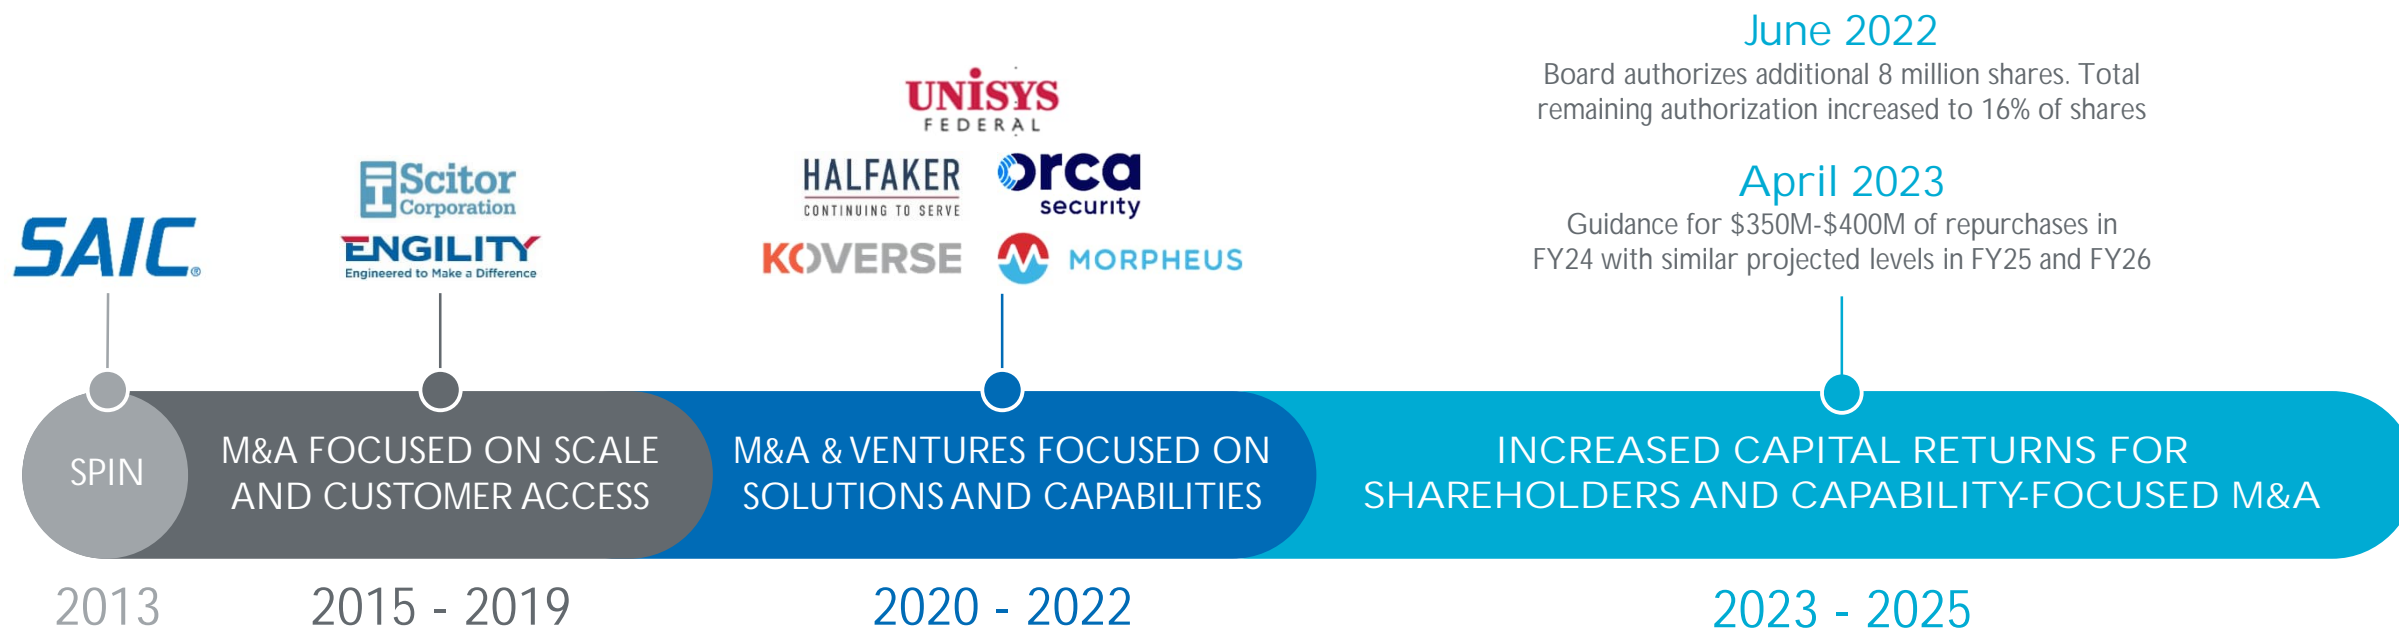 June 2022
Board authorizes additional 8 million shares. Total
remaining authorization increased to 16% of shares
April 2023
Guidance for $350M-$400M of repurchases in
FY24 with similar projected levels in FY25 and FY26
SAIC®
Scitor
Corporation
ENGILITY
Engineered to Make a Difference
UNISYS
FEDERAL
HALFAKER
CONTINUING TO SERVE
orca
security
KOVERSE
MORPHEUS
SPIN
M&A FOCUSED ON SCALE
AND CUSTOMER ACCESS
M&A & VENTURES FOCUSED ON
SOLUTIONS AND CAPABILITIES
INCREASED CAPITAL RETURNS FOR
SHAREHOLDERS AND CAPABILITY-FOCUSED M&A
2013
2015 - 2019
2020 - 2022
2023 - 2025